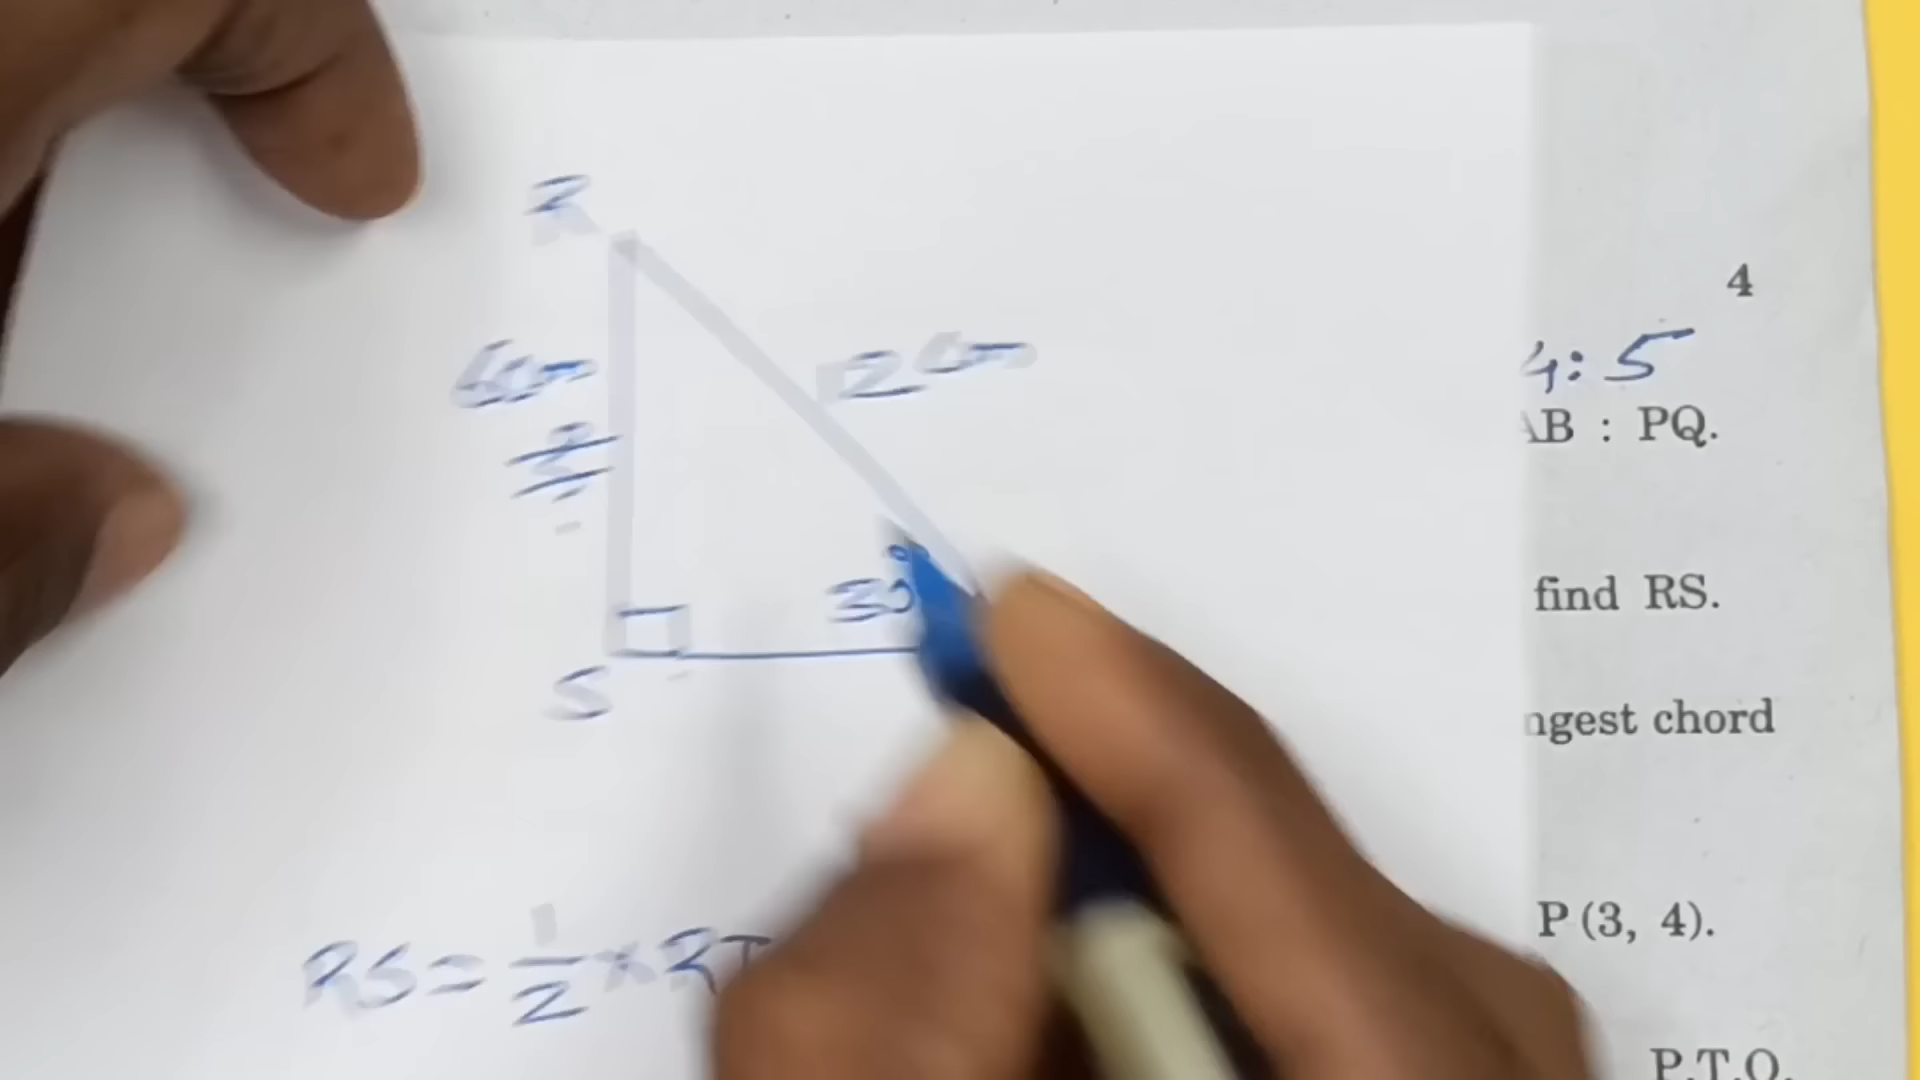 R
4
6cm
12cm
4:5
AB : PQ.
30°
find RS.
S
ngest chord
P (3, 4).
RS = 1/2 × RT
P.T.O.